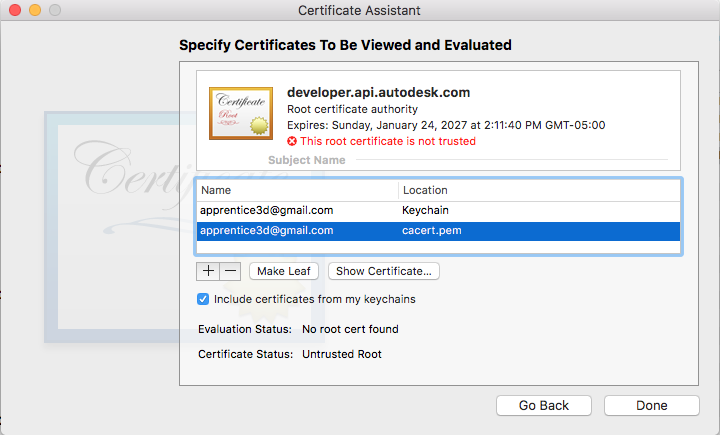 Certificate Assistant
Specify Certificates To Be Viewed and Evaluated
Certificate
Root
developer.api.autodesk.com
Root certificate authority
Expires: Sunday, January 24, 2027 at 2:11:40 PM GMT-05:00
This root certificate is not trusted
Subject Name
Name Location
apprentice3d@gmail.com Keychain
apprentice3d@gmail.com cacert.pem
+ − Make Leaf Show Certificate...
Include certificates from my keychains
Evaluation Status: No root cert found
Certificate Status: Untrusted Root
Go Back Done